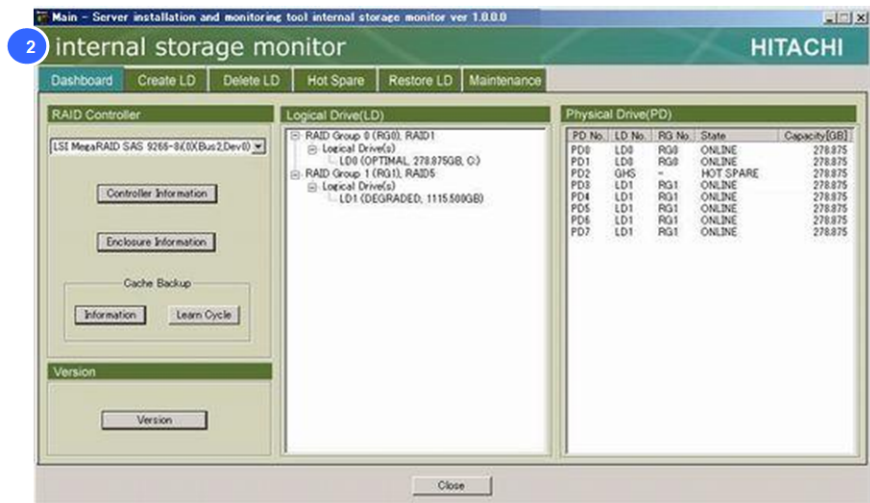 Main - Server installation and monitoring tool internal storage monitor ver 1.0.0.0
2
internal storage monitor
HITACHI
Dashboard Create LD Delete LD Hot Spare Restore LD Maintenance
RAID Controller
LSI MegaRAID SAS 9266-8i(0)(Bus2,Dev0)
Controller Information
Enclosure Information
Cache Backup
Information Learn Cycle
Version
Version
Logical Drive(LD)
RAID Group 0 (RG0), RAID1
Logical Drive(s)
LD0 (OPTIMAL, 278.875GB, C:)
RAID Group 1 (RG1), RAID5
Logical Drive(s)
LD1 (DEGRADED, 1115.500GB)
Physical Drive(PD)
PD No. LD No. RG No. State Capacity[GB]
PD0 LD0 RG0 ONLINE 278.875
PD1 LD0 RG0 ONLINE 278.875
PD2 GHS - HOT SPARE 278.875
PD3 LD1 RG1 ONLINE 278.875
PD4 LD1 RG1 ONLINE 278.875
PD5 LD1 RG1 ONLINE 278.875
PD6 LD1 RG1 ONLINE 278.875
PD7 LD1 RG1 ONLINE 278.875
Close